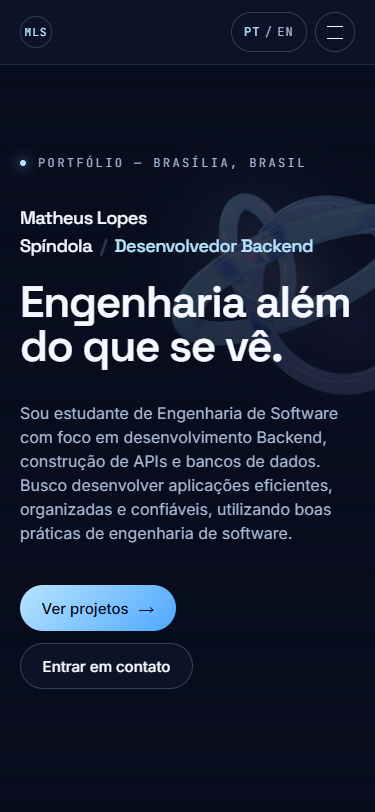 MLS
PT / EN
PORTFÓLIO — BRASÍLIA, BRASIL
Matheus Lopes
Spíndola / Desenvolvedor Backend
Engenharia além
do que se vê.
Sou estudante de Engenharia de Software
com foco em desenvolvimento Backend,
construção de APIs e bancos de dados.
Busco desenvolver aplicações eficientes,
organizadas e confiáveis, utilizando boas
práticas de engenharia de software.
Ver projetos →
Entrar em contato